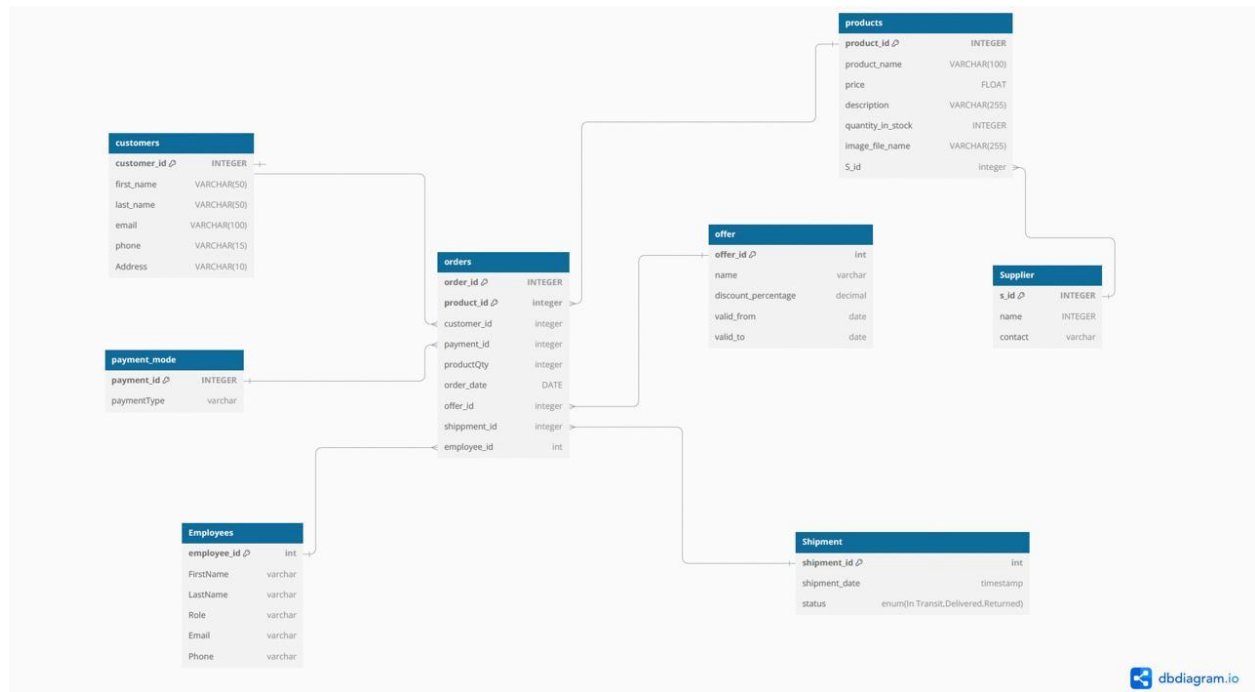 products
product_id INTEGER
product_name VARCHAR(100)
price FLOAT
description VARCHAR(255)
quantity_in_stock INTEGER
image_file_name VARCHAR(255)
S_id integer
customers
customer_id INTEGER
first_name VARCHAR(50)
last_name VARCHAR(50)
email VARCHAR(100)
phone VARCHAR(15)
Address VARCHAR(10)
offer
offer_id int
name varchar
discount_percentage decimal
valid_from date
valid_to date
orders
order_id INTEGER
product_id integer
customer_id integer
payment_id integer
productQty integer
order_date DATE
offer_id integer
shippment_id integer
employee_id int
Supplier
s_id INTEGER
name INTEGER
contact varchar
payment_mode
payment_id INTEGER
paymentType varchar
Employees
employee_id int
FirstName varchar
LastName varchar
Role varchar
Email varchar
Phone varchar
Shipment
shipment_id int
shipment_date timestamp
status enum(In Transit,Delivered,Returned)
dbdiagram.io